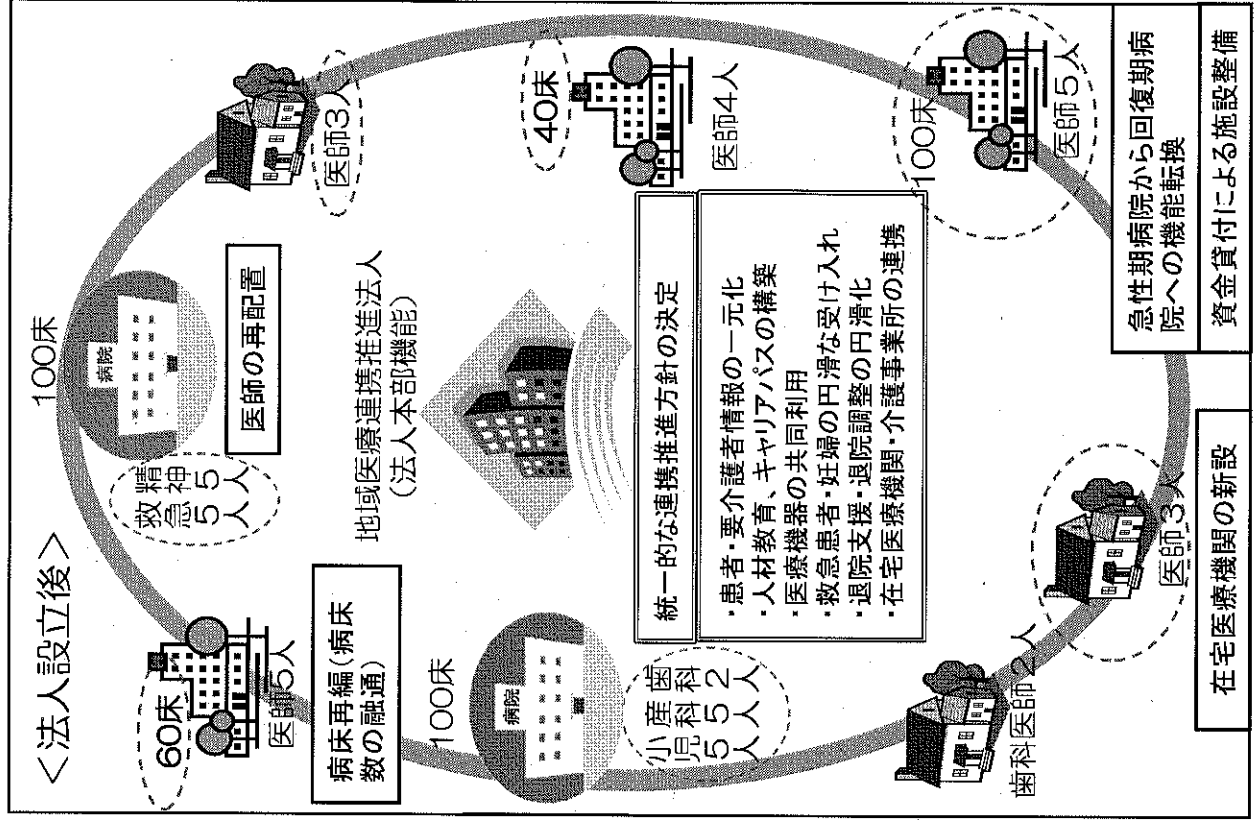 ＜法人設立後＞
60床
医師5人
病床再編(病床
数の融通)
100床
病院
救急5人
精神5人
医師の再配置
医師3人
地域医療連携推進法人
(法人本部機能)
100床
病院
小児5人
産科5人
歯科2人
統一的な連携推進方針の決定
・患者・要介護者情報の一元化
・人材教育、キャリアパスの構築
・医療機器の共同利用
・救急患者・妊婦の円滑な受け入れ
・退院支援・退院調整の円滑化
・在宅医療機関・介護事業所の連携
40床
医師4人
歯科医師2人
医師3人
在宅医療機関の新設
100床
医師5人
急性期病院から回復期病
院への機能転換
資金貸付による施設整備